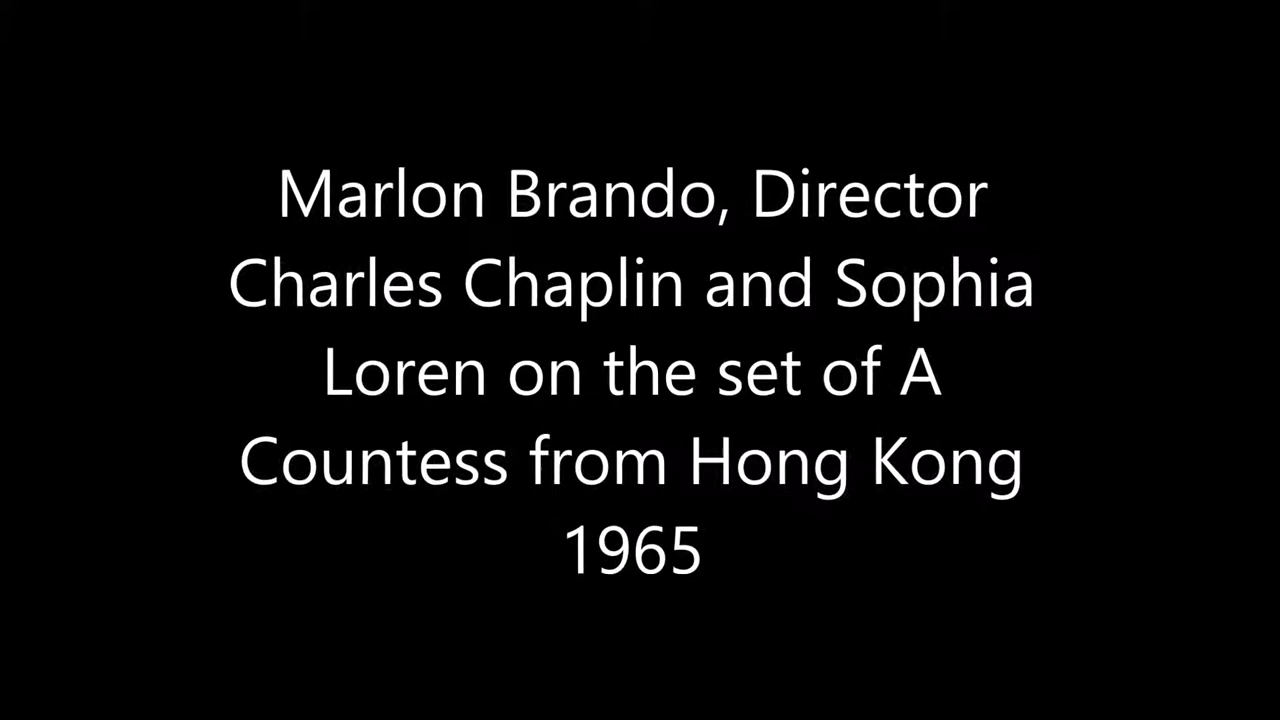 Marlon Brando, Director
Charles Chaplin and Sophia
Loren on the set of A
Countess from Hong Kong
1965